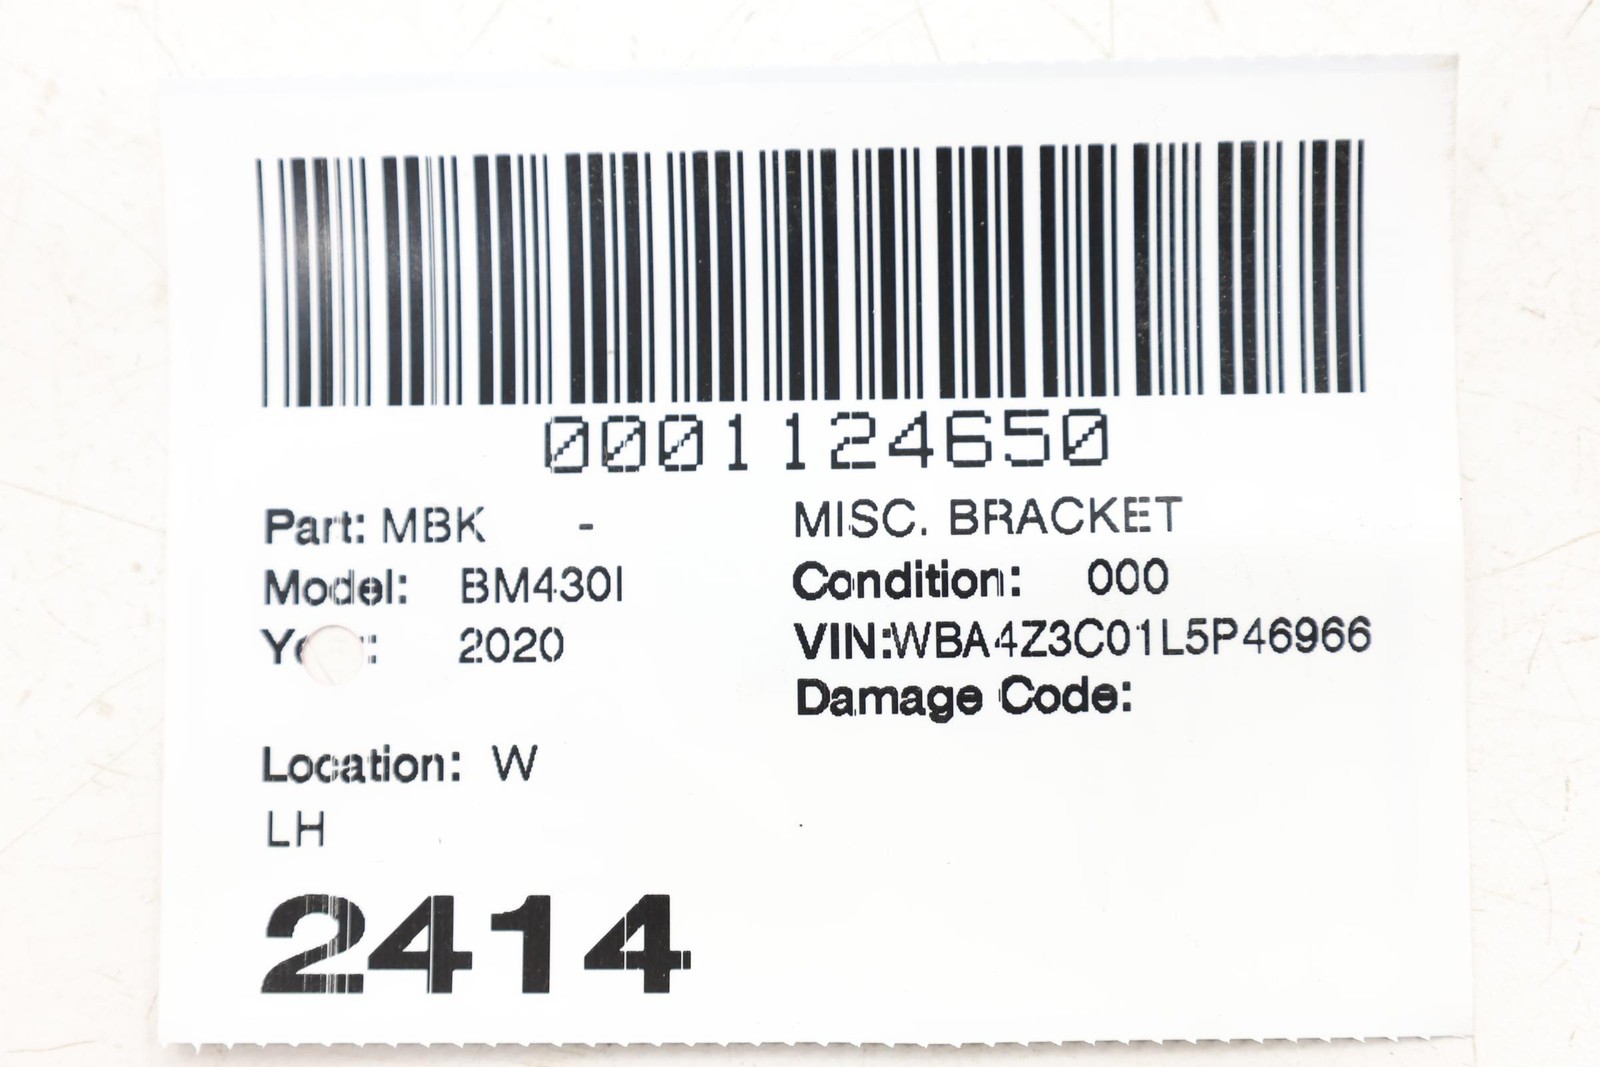 0001124650
Part: MBK - MISC. BRACKET
Model: BM430I Condition: 000
2020 VIN:WBA4Z3C01L5P46966
Damage Code:
Location: W
LH
2414